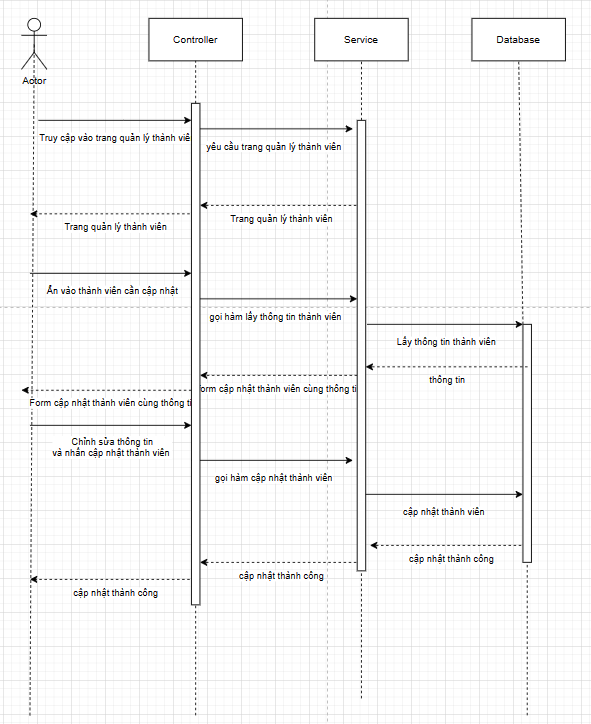 Controller
Service
Database
Actor
Truy cập vào trang quản lý thành viê
yêu cầu trang quản lý thành viên
Trang quản lý thành viên
Trang quản lý thành viên
Ấn vào thành viên cần cập nhật
gọi hàm lấy thông tin thành viên
Lấy thông tin thành viên
thông tin
orm cập nhật thành viên cùng thông ti
Form cập nhật thành viên cùng thông ti
Chỉnh sửa thông tin
và nhấn cập nhật thành viên
gọi hàm cập nhật thành viên
cập nhật thành viên
cập nhật thành công
cập nhật thành công
cập nhật thành công